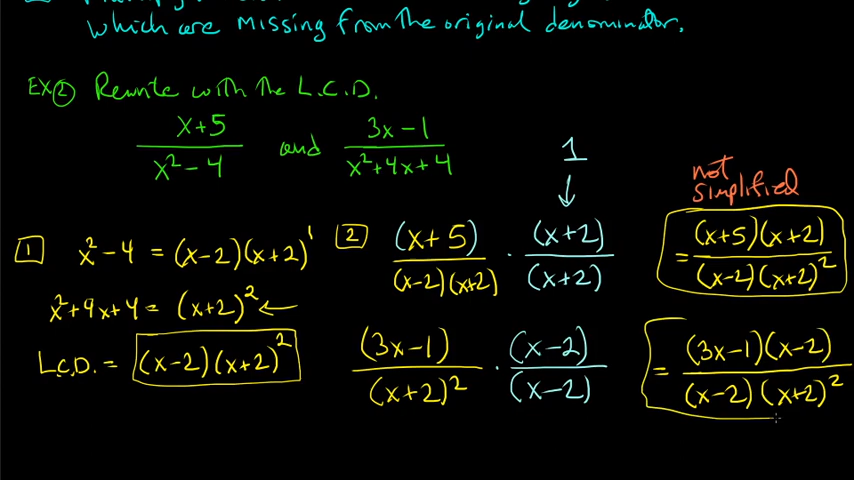 which are missing from the original denominator.
EX② Rewrite with the L.C.D.
x+5 / x²-4 and 3x-1 / x²+4x+4
1
↓
not
simplified
1 x²-4 = (x-2)(x+2)¹
x²+4x+4 = (x+2)² ←
L.C.D. = (x-2)(x+2)²
2 (x+5) / (x-2)(x+2) · (x+2) / (x+2) = (x+5)(x+2) / (x-2)(x+2)²
(3x-1) / (x+2)² · (x-2) / (x-2) = (3x-1)(x-2) / (x-2)(x+2)²